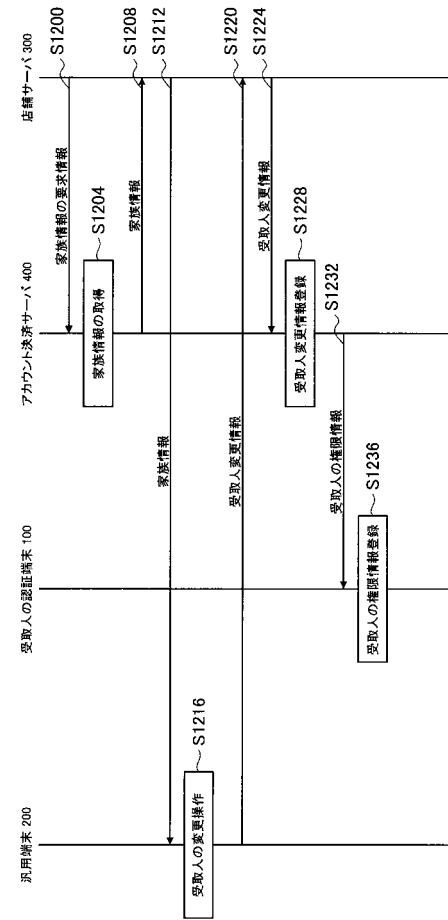 汎用端末 200
受取人の認証端末 100
アカウント決済サーバ 400
店舗サーバ 300
家族情報の要求情報
S1200
家族情報の取得
S1204
家族情報
S1208
家族情報
S1212
受取人の変更操作
S1216
受取人変更情報
S1220
受取人変更情報
S1224
受取人変更情報登録
S1228
受取人の権限情報
S1232
受取人の権限情報登録
S1236